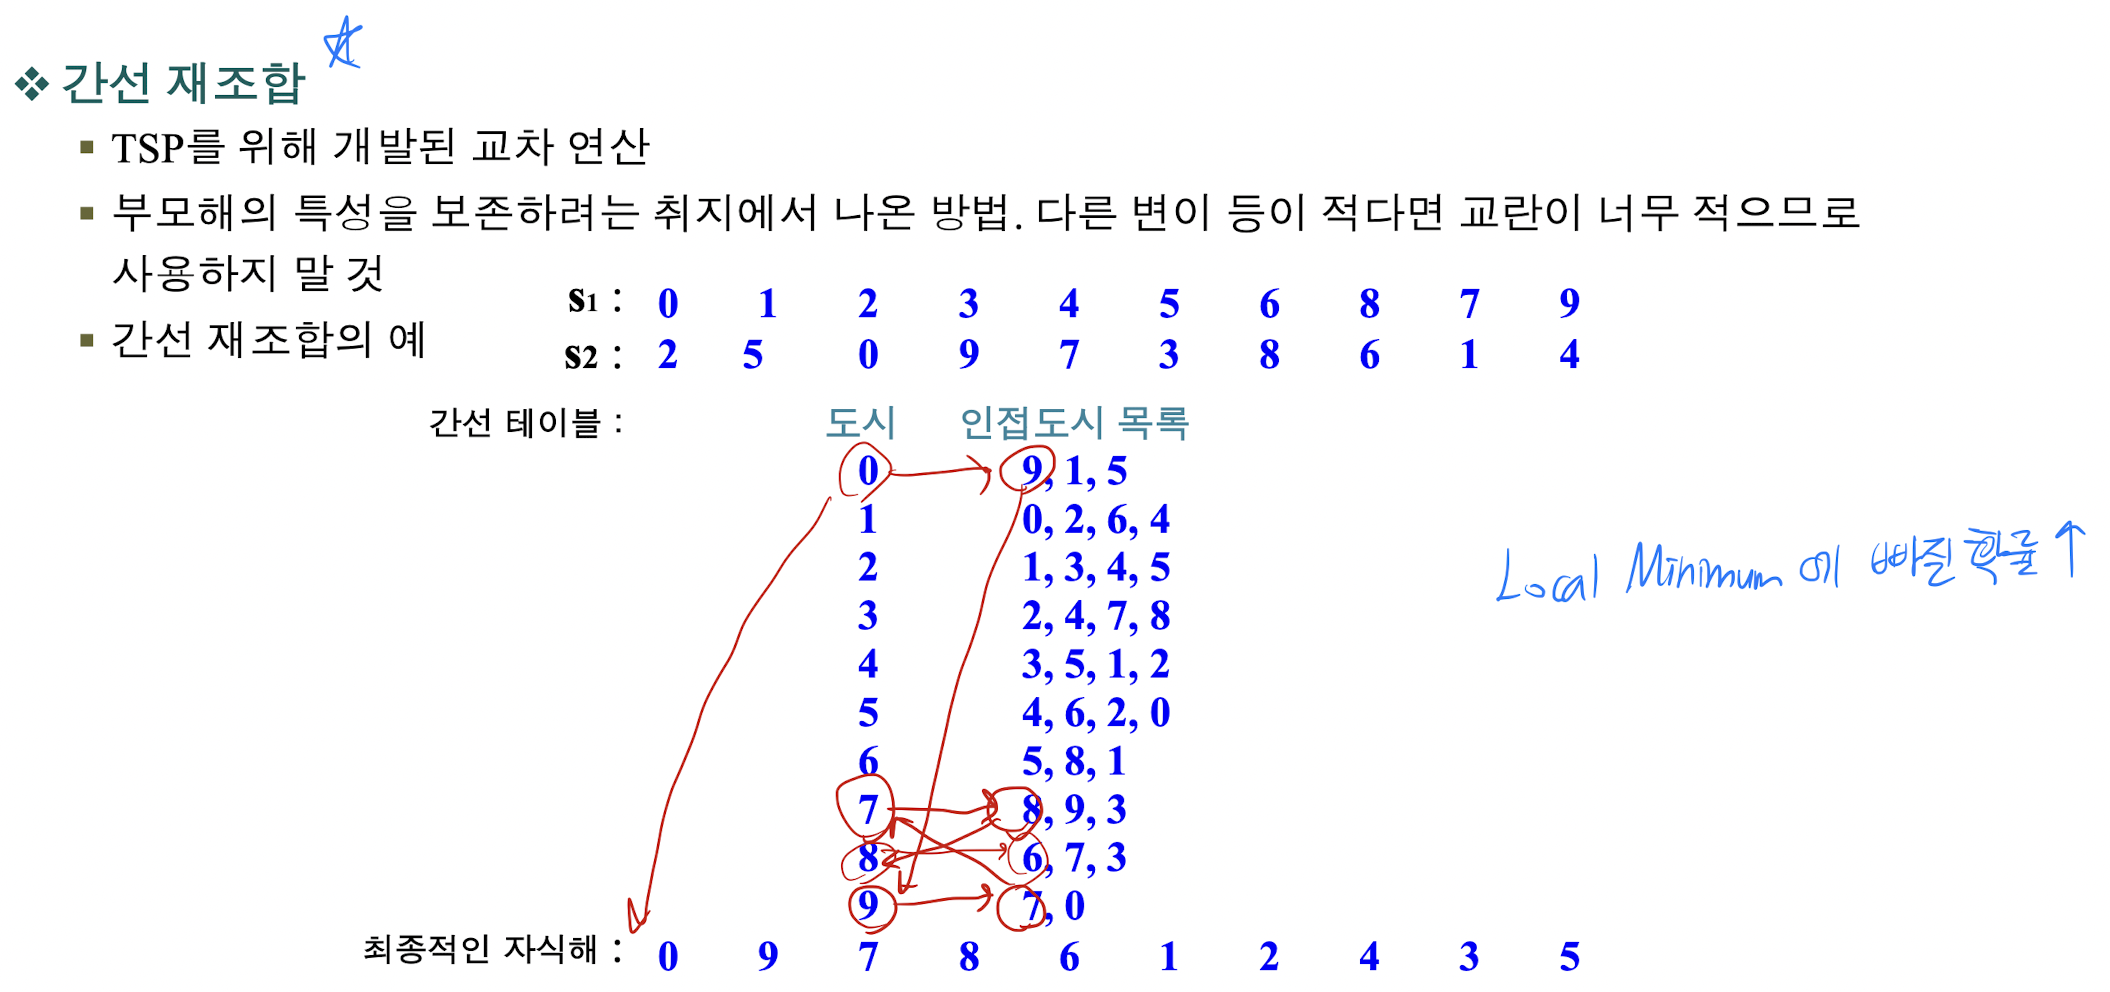 ❖ 간선 재조합 ☆
▪ TSP를 위해 개발된 교차 연산
▪ 부모해의 특성을 보존하려는 취지에서 나온 방법. 다른 변이 등이 적다면 교란이 너무 적으므로
사용하지 말 것
s1 : 0 1 2 3 4 5 6 8 7 9
▪ 간선 재조합의 예
s2 : 2 5 0 9 7 3 8 6 1 4
간선 테이블 : 도시 인접도시 목록
0 9, 1, 5
1 0, 2, 6, 4
2 1, 3, 4, 5
Local Minimum에 빠질 확률 ↑
3 2, 4, 7, 8
4 3, 5, 1, 2
5 4, 6, 2, 0
6 5, 8, 1
7 8, 9, 3
8 6, 7, 3
9 7, 0
최종적인 자식해 : 0 9 7 8 6 1 2 4 3 5